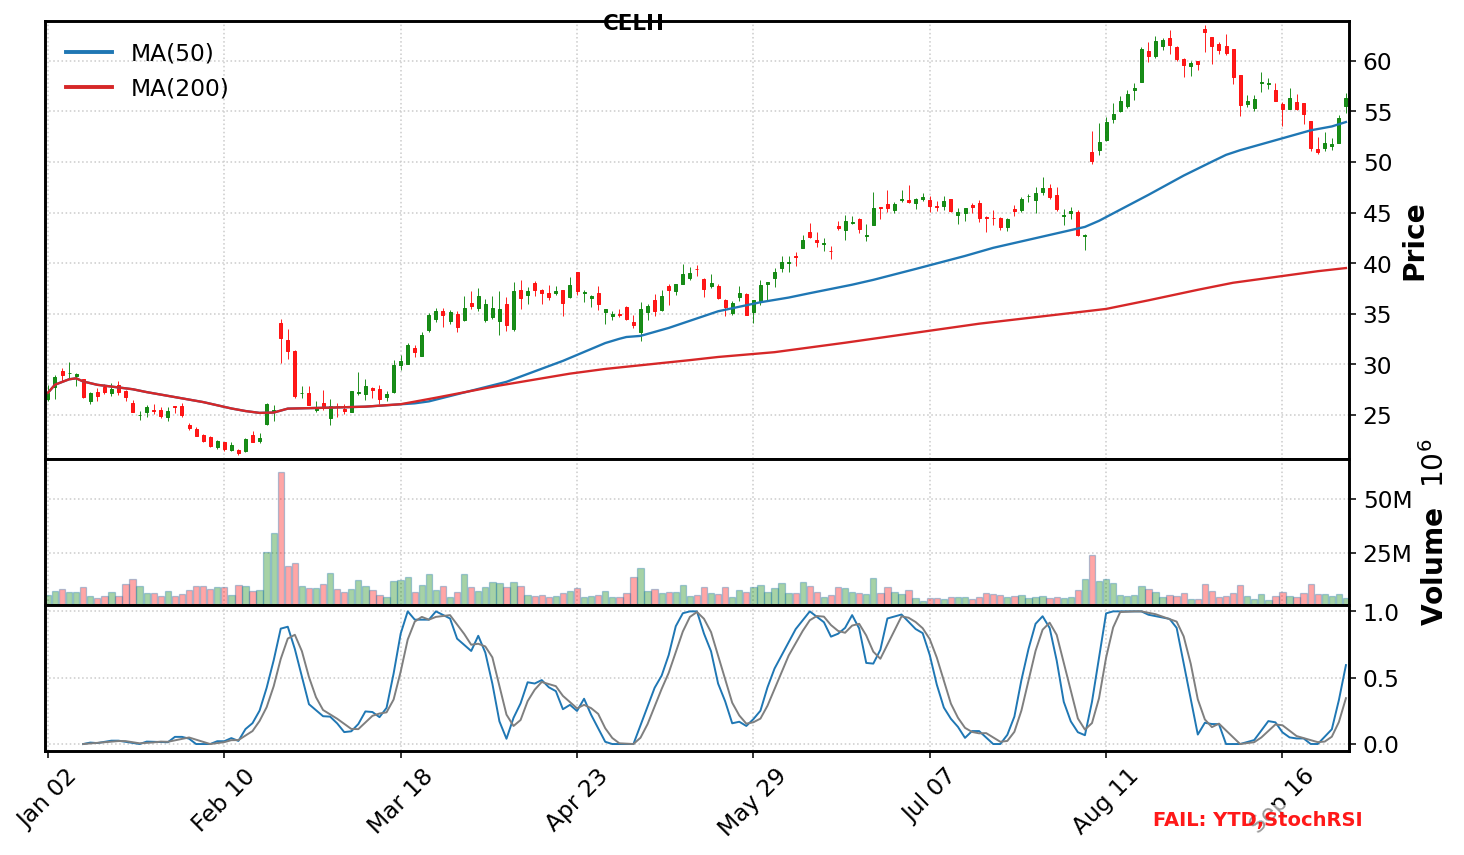 CELH
MA(50)
MA(200)
60
55
50
45
40
35
30
25
Price
10^6
50M
25M
Volume
1.0
0.5
0.0
Jan 02
Feb 10
Mar 18
Apr 23
May 29
Jul 07
Aug 11
Sep 16
FAIL: YTD,StochRSI